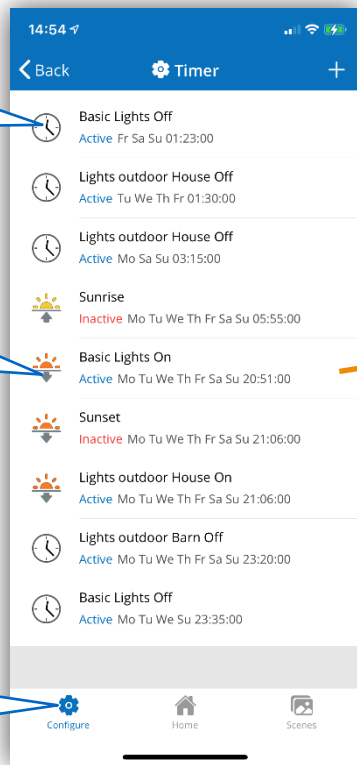 14:54
Back
Timer
Basic Lights Off
Active Fr Sa Su 01:23:00
Lights outdoor House Off
Active Tu We Th Fr 01:30:00
Lights outdoor House Off
Active Mo Sa Su 03:15:00
Sunrise
Inactive Mo Tu We Th Fr Sa Su 05:55:00
Basic Lights On
Active Mo Tu We Th Fr Sa Su 20:51:00
Sunset
Inactive Mo Tu We Th Fr Sa Su 21:06:00
Lights outdoor House On
Active Mo Tu We Th Fr Sa Su 21:06:00
Lights outdoor Barn Off
Active Mo Tu We Th Fr Sa Su 23:20:00
Basic Lights Off
Active Mo Tu We Su 23:35:00
Configure
Home
Scenes